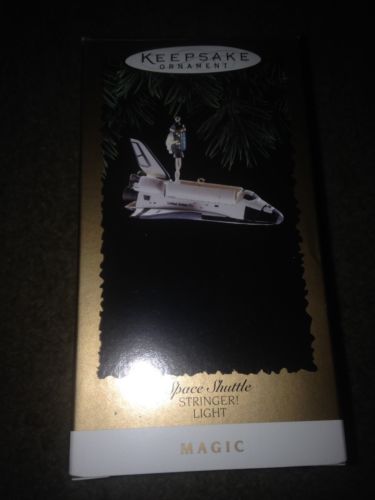 KEEPSAKE
ORNAMENT
Space Shuttle
STRINGER!
LIGHT
MAGIC